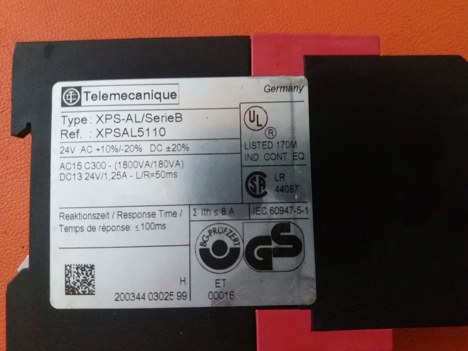 Telemecanique
Germany
Type : XPS-AL/SerieB
Ref. : XPSAL5110
24V AC +10%/-20% DC ±20%
AC15 C300 - (1800VA/180VA)
DC13 24V/1,25A - L/R=50ms
UL
®
LISTED 170M
IND CONT EQ
SA
LR
44087
Reaktionszeit / Response Time /
Temps de réponse: ≤100ms
Σ Ith ≤ 8 A
IEC 60947-5-1
BG-PRÜFZERT
GS
ET
00016
H
200344 03025 99